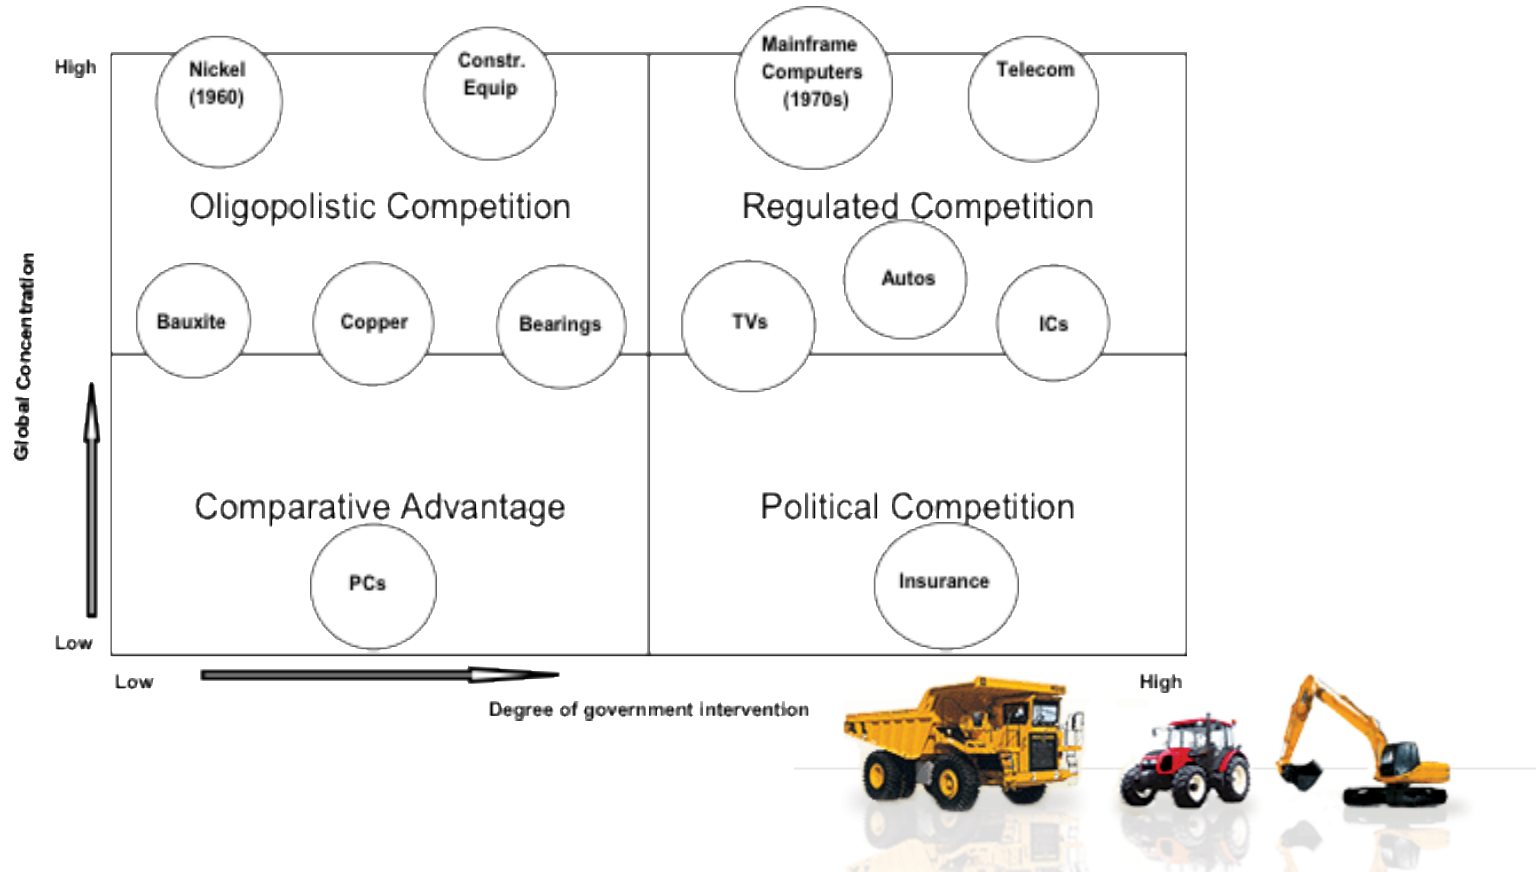 High
Nickel
(1960)
Constr.
Equip
Mainframe
Computers
(1970s)
Telecom
Oligopolistic Competition
Regulated Competition
Bauxite
Copper
Bearings
TVs
Autos
ICs
Global Concentration
Comparative Advantage
Political Competition
PCs
Insurance
Low
Low
High
Degree of government intervention